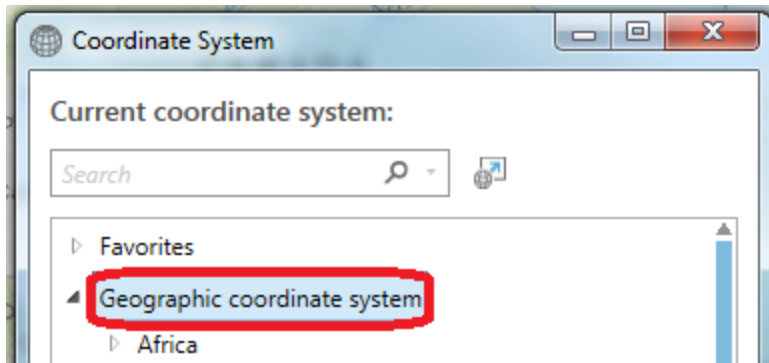 Coordinate System
Current coordinate system:
Search
Favorites
Geographic coordinate system
Africa